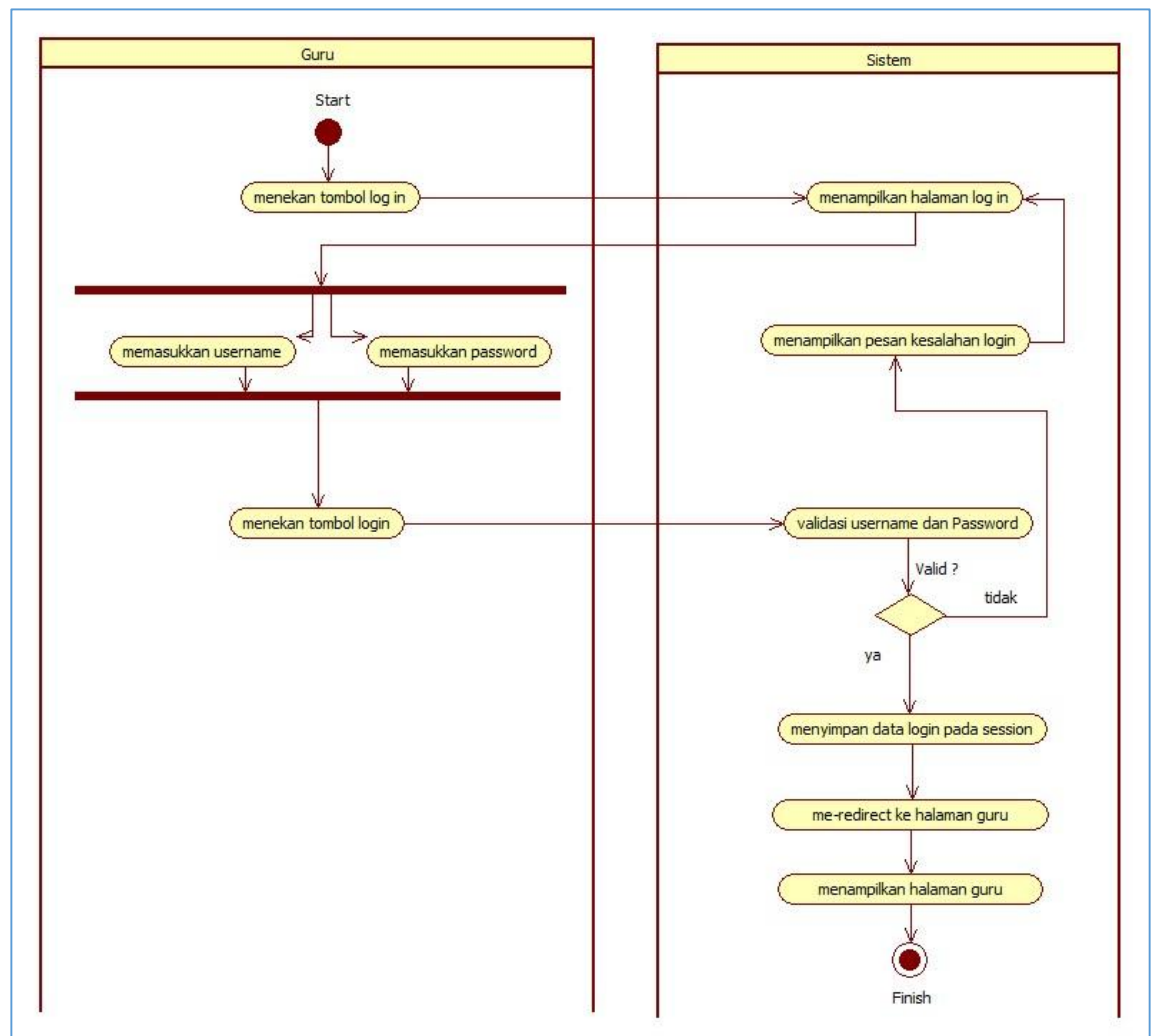 Guru
Sistem
Start
menekan tombol log in
menampilkan halaman log in
memasukkan username
memasukkan password
menampilkan pesan kesalahan login
menekan tombol login
validasi username dan Password
Valid ?
tidak
ya
menyimpan data login pada session
me-redirect ke halaman guru
menampilkan halaman guru
Finish